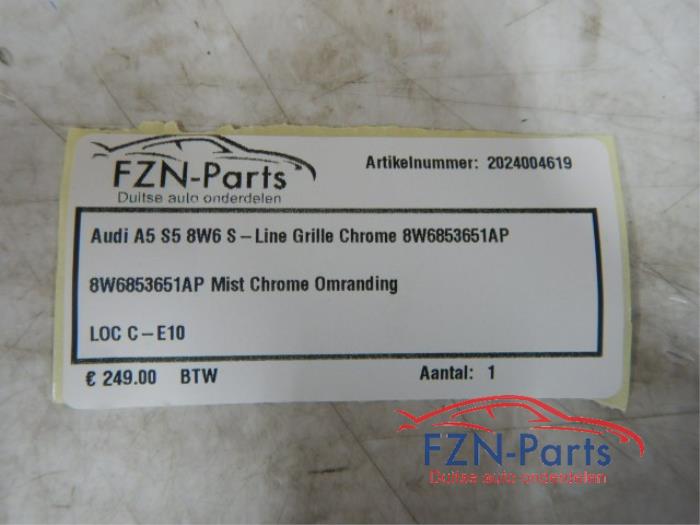 FZN-Parts
Duitse auto onderdelen
Artikelnummer: 2024004619
Audi A5 S5 8W6 S-Line Grille Chrome 8W6853651AP
8W6853651AP Mist Chrome Omranding
LOC C-E10
€ 249.00 BTW
Aantal: 1
FZN-Parts
Duitse auto onderdelen